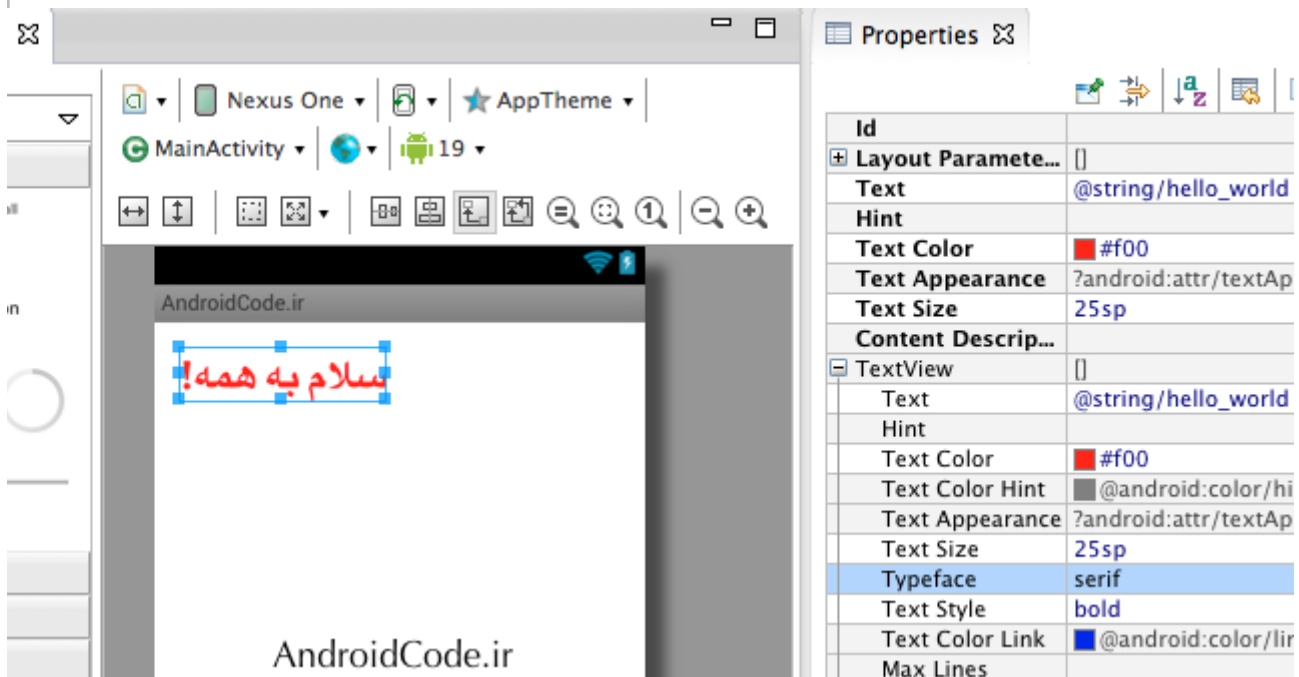 Properties
Nexus One
AppTheme
MainActivity
19
AndroidCode.ir
سلام به همه!
AndroidCode.ir
Id
Layout Paramete... []
Text @string/hello_world
Hint
Text Color #f00
Text Appearance ?android:attr/textAp
Text Size 25sp
Content Descrip...
TextView []
Text @string/hello_world
Hint
Text Color #f00
Text Color Hint @android:color/hi
Text Appearance ?android:attr/textAp
Text Size 25sp
Typeface serif
Text Style bold
Text Color Link @android:color/lir
Max Lines